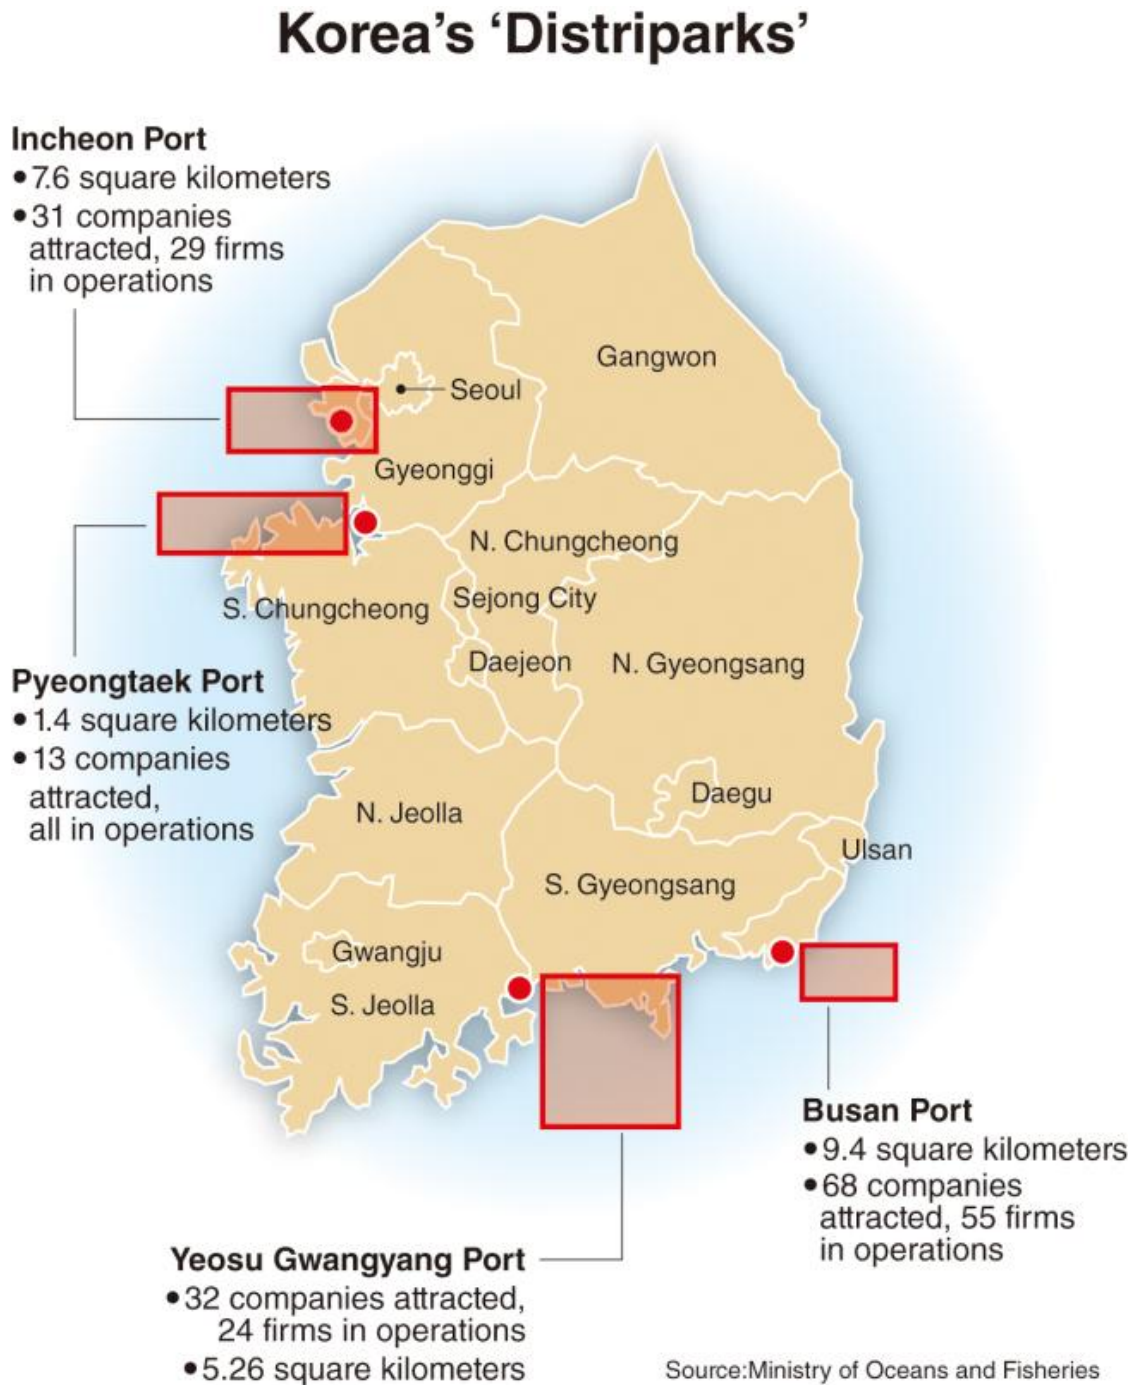 Korea’s ‘Distriparks’
Incheon Port
•7.6 square kilometers
•31 companies
attracted, 29 firms
in operations
Gangwon
Seoul
Gyeonggi
N. Chungcheong
Sejong City
S. Chungcheong
Daejeon
N. Gyeongsang
Pyeongtaek Port
•1.4 square kilometers
•13 companies
attracted,
all in operations
Daegu
N. Jeolla
Ulsan
S. Gyeongsang
Gwangju
S. Jeolla
Busan Port
•9.4 square kilometers
•68 companies
attracted, 55 firms
in operations
Yeosu Gwangyang Port
•32 companies attracted,
24 firms in operations
•5.26 square kilometers
Source:Ministry of Oceans and Fisheries